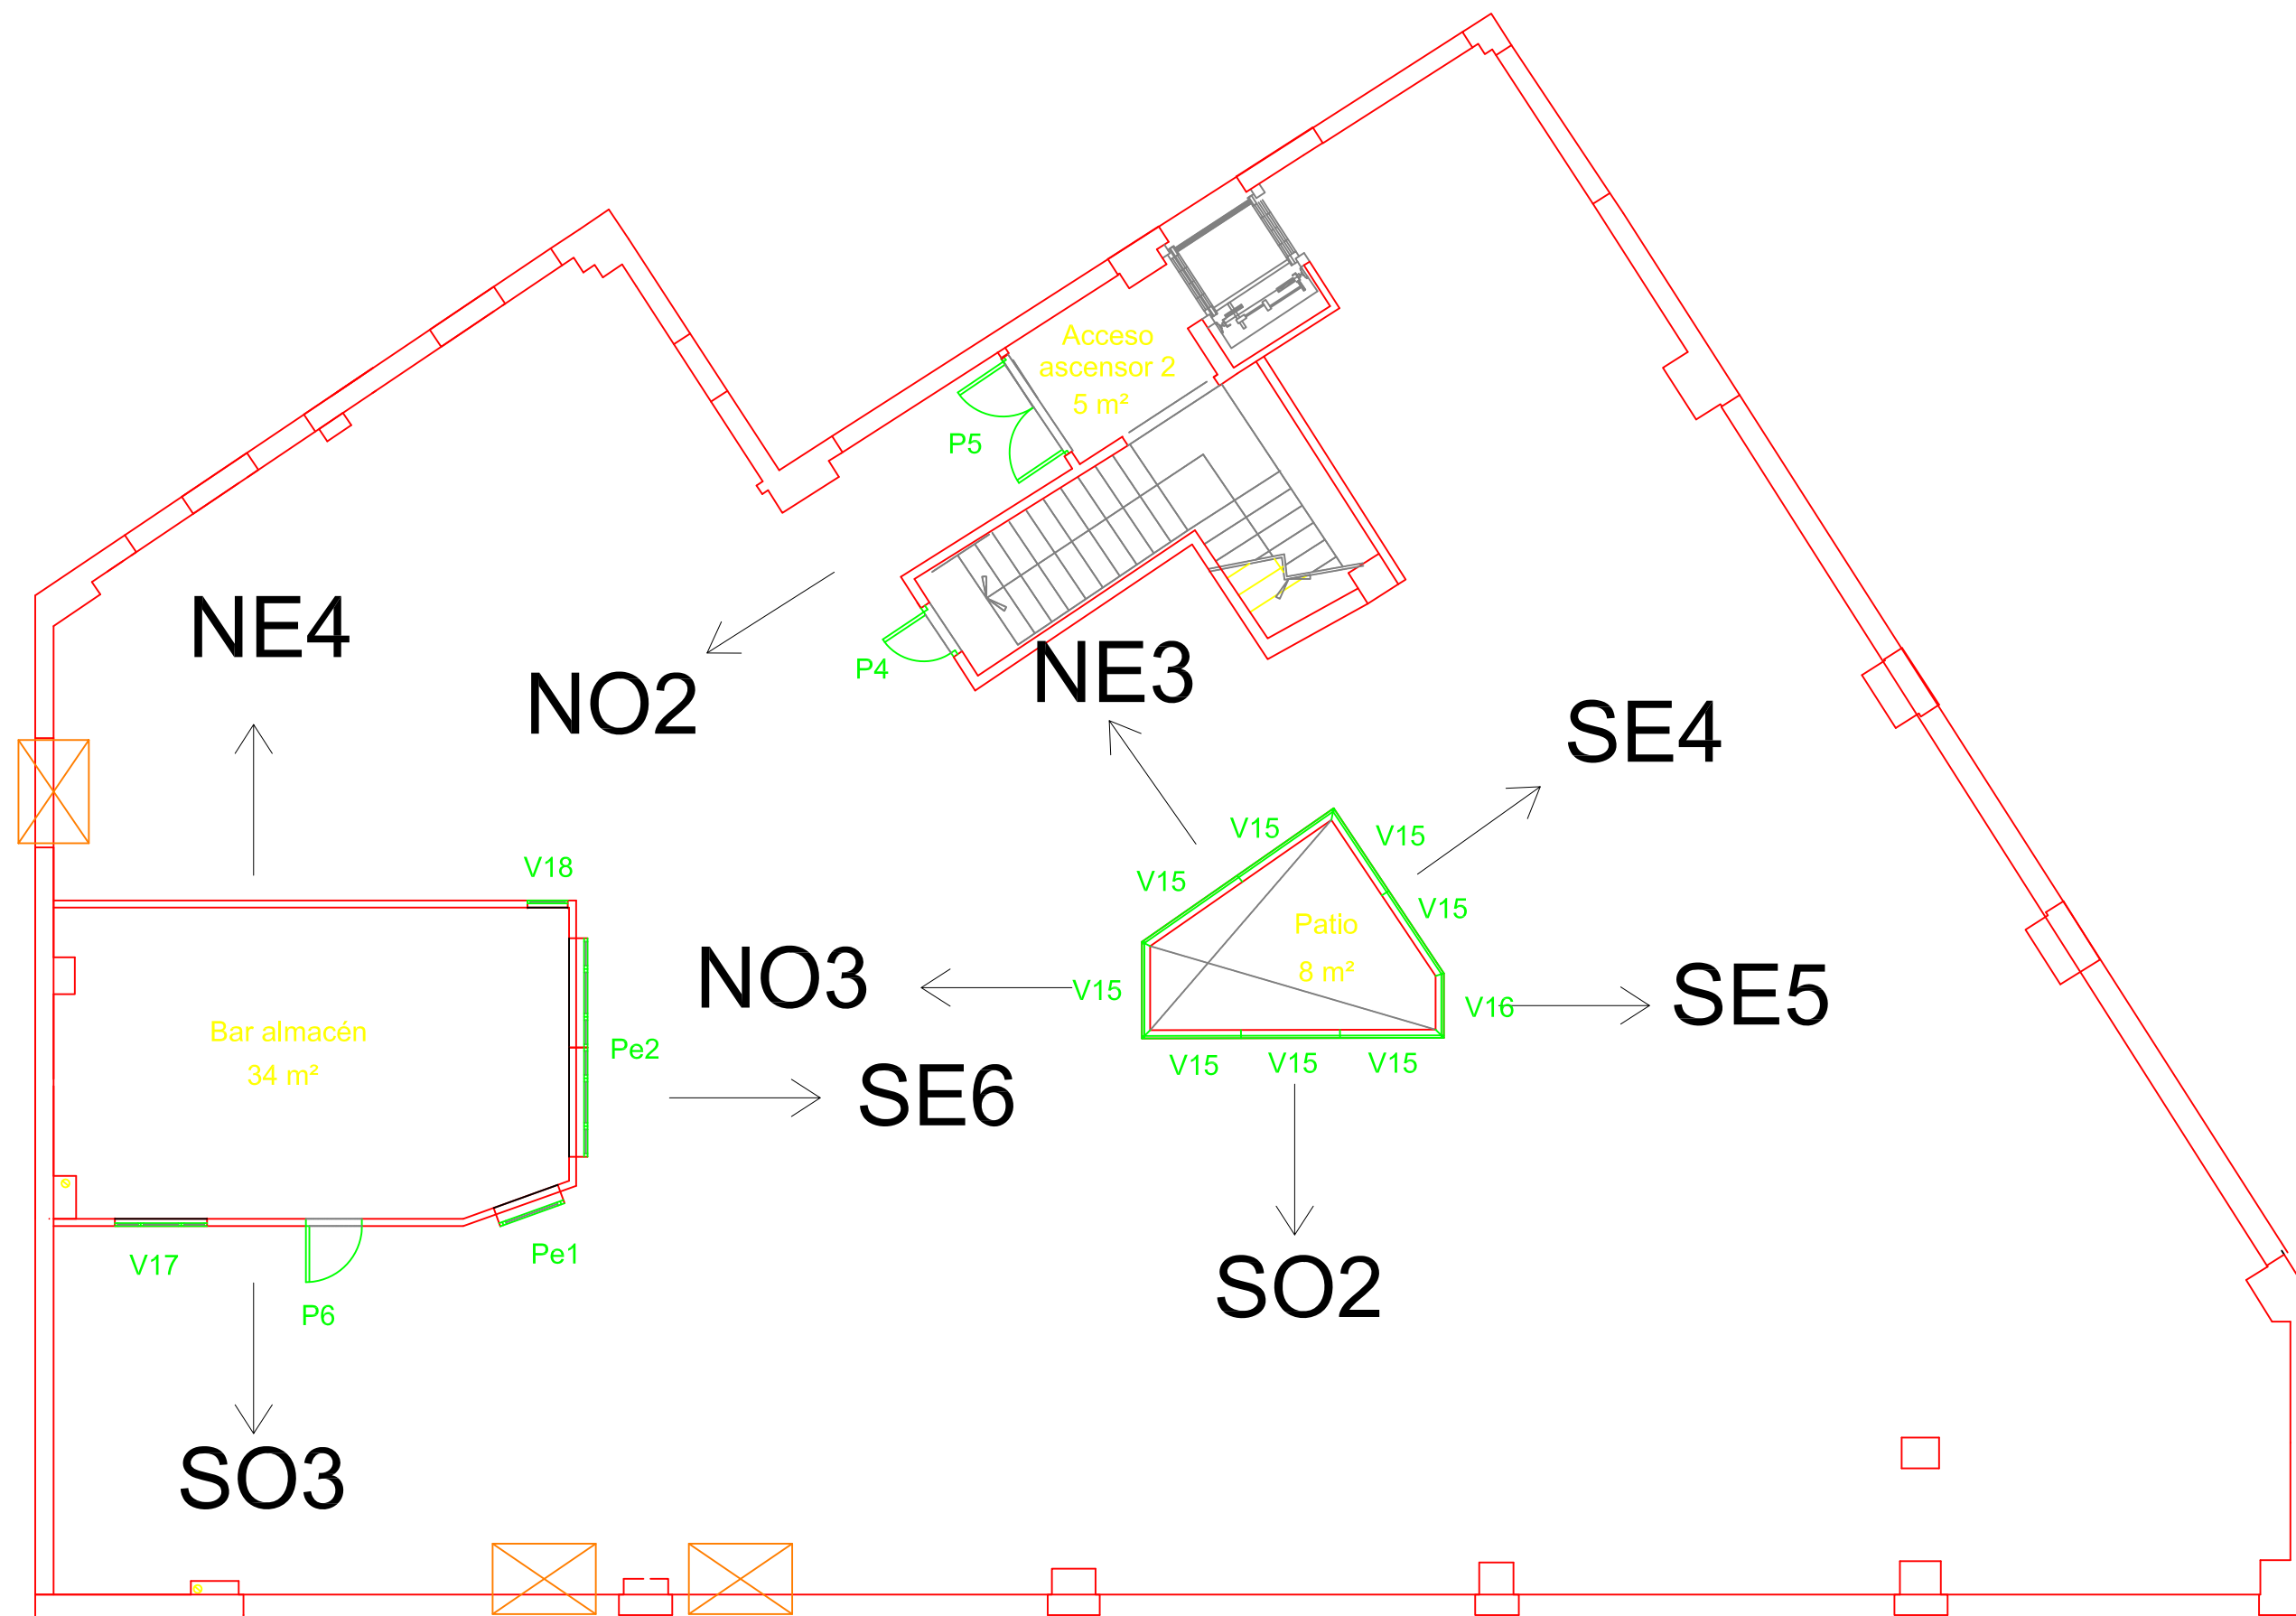 Acceso
ascensor 2
5 m²
P5
NE4
NO2
P4
NE3
SE4
V15
V15
V18
V15
V15
Patio
8 m²
NO3
V15
V16
SE5
Bar almacén
34 m²
Pe2
SE6
V15
V15
V15
V17
Pe1
P6
SO2
SO3